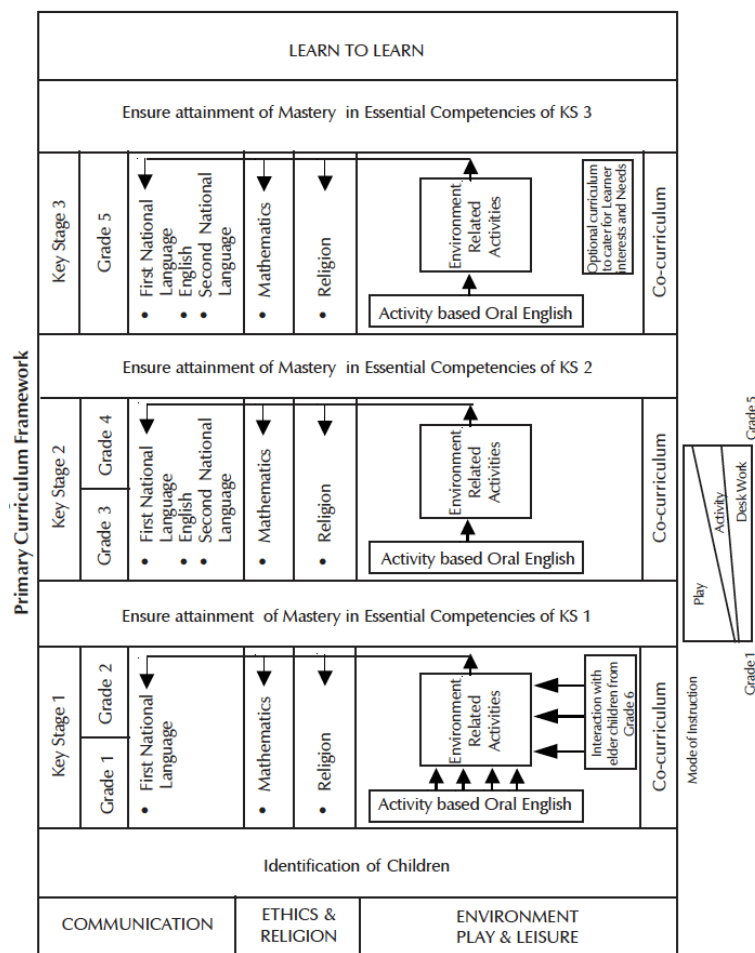 Primary Curriculum Framework
LEARN TO LEARN
Ensure attainment of Mastery in Essential Competencies of KS 3
Key Stage 3
Grade 5
• First National
Language
• English
• Second National
Language
• Mathematics
• Religion
Environment
Related
Activities
Activity based Oral English
Optional curriculum
to cater for Learner
interests and Needs
Co-curriculum
Ensure attainment of Mastery in Essential Competencies of KS 2
Key Stage 2
Grade 3
Grade 4
• First National
Language
• English
• Second National
Language
• Mathematics
• Religion
Environment
Related
Activities
Activity based Oral English
Co-curriculum
Ensure attainment of Mastery in Essential Competencies of KS 1
Key Stage 1
Grade 1
Grade 2
• First National
Language
• Mathematics
• Religion
Environment
Related
Activities
Activity based Oral English
Interaction with
elder children from
Grade 6
Co-curriculum
Identification of Children
COMMUNICATION
ETHICS &
RELIGION
ENVIRONMENT
PLAY & LEISURE
Mode of Instruction
Play
Activity
Desk Work
Grade 1
Grade 5